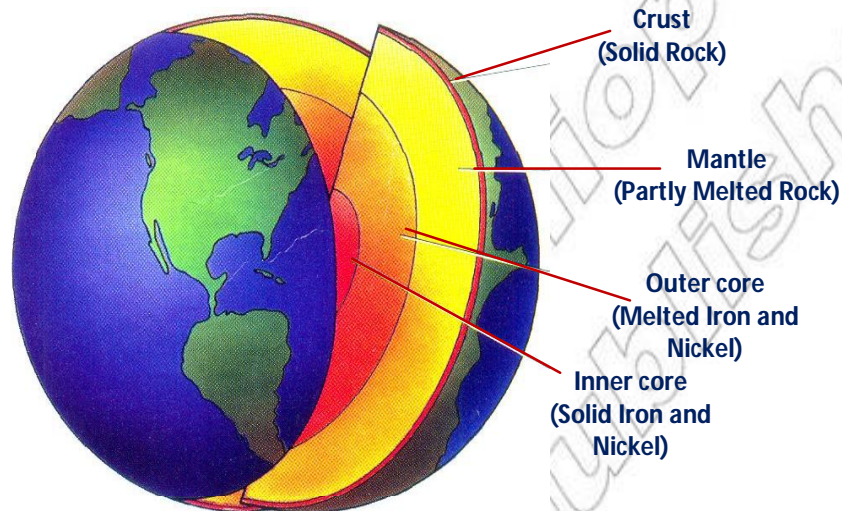 Crust
(Solid Rock)
Mantle
(Partly Melted Rock)
Outer core
(Melted Iron and
Nickel)
Inner core
(Solid Iron and
Nickel)